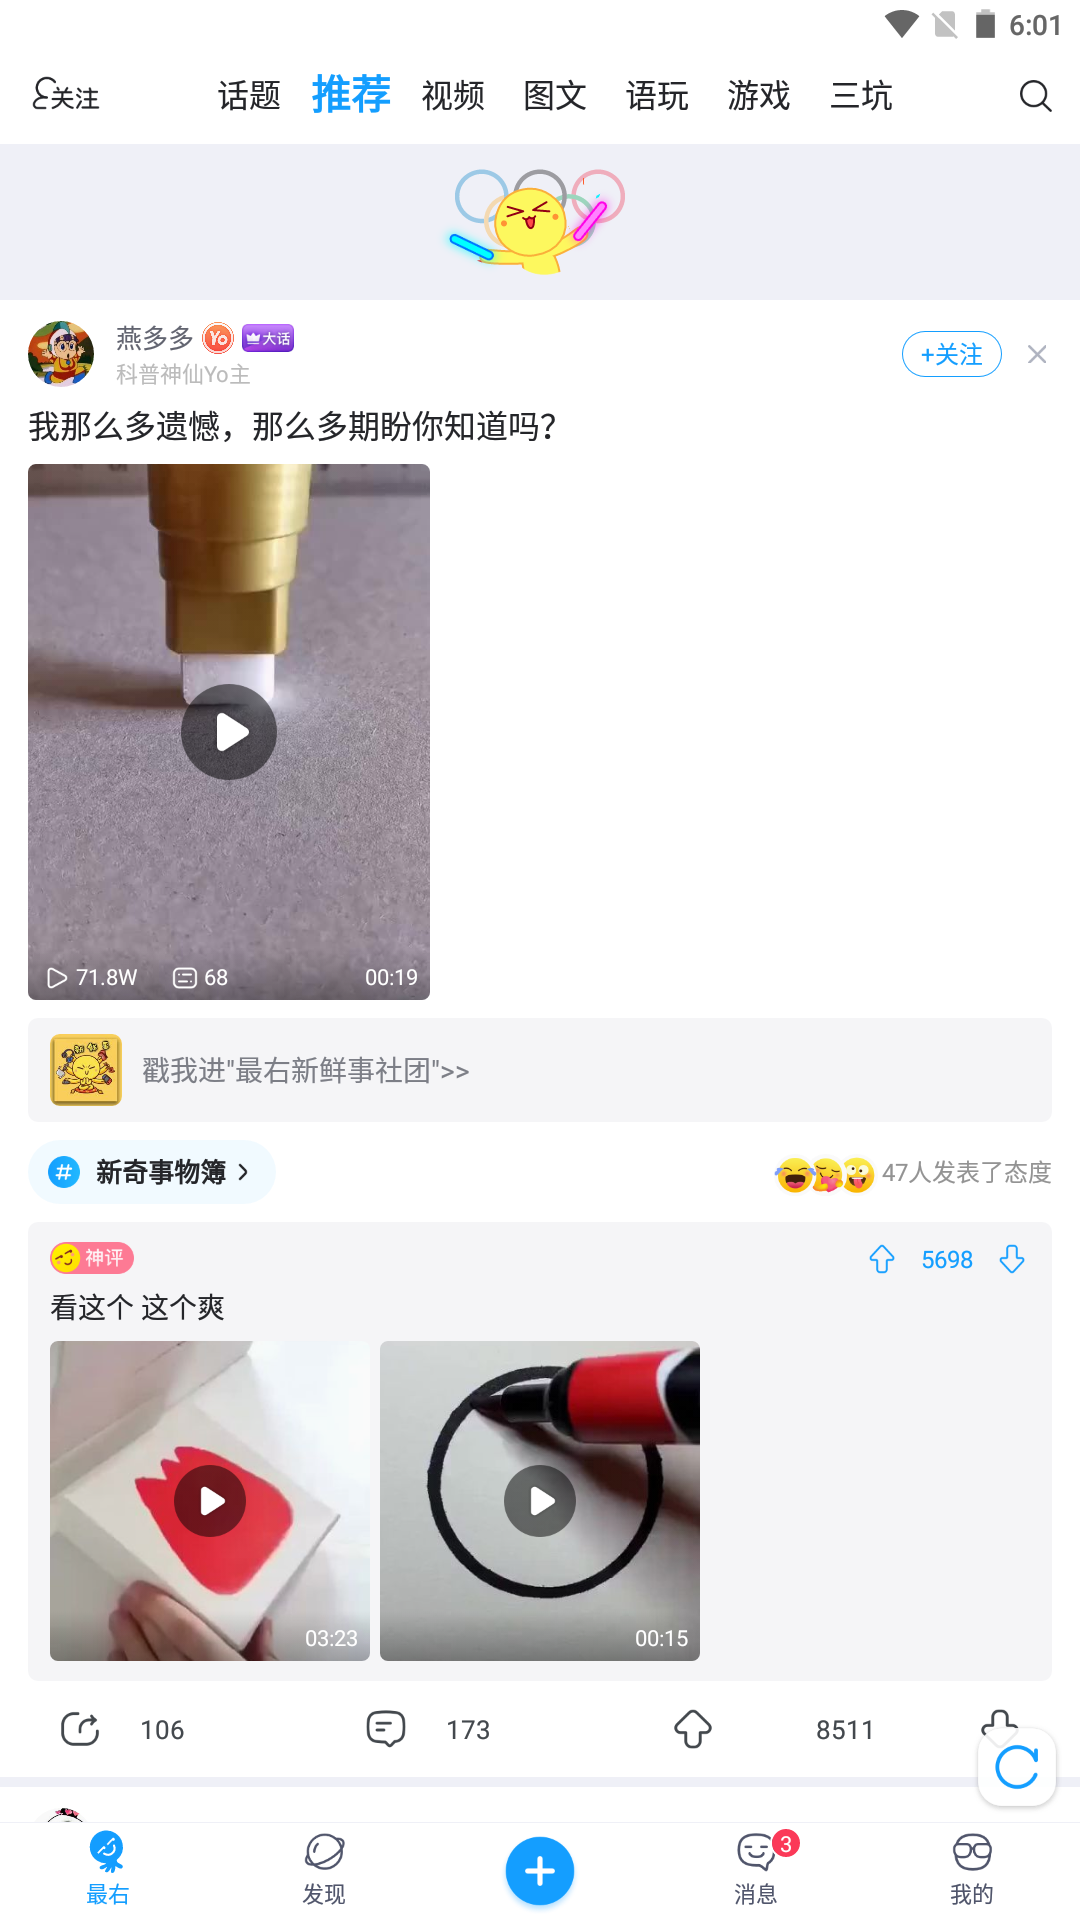 6:01
关注 话题 推荐 视频 图文 语玩 游戏 三坑
燕多多 Yo 大话
科普神仙Yo主
+关注
我那么多遗憾，那么多期盼你知道吗？
71.8W 68 00:19
戳我进"最右新鲜事社团">>
# 新奇事物簿
47人发表了态度
神评 5698
看这个 这个爽
03:23 00:15
106 173 8511
3
最右 发现 消息 我的